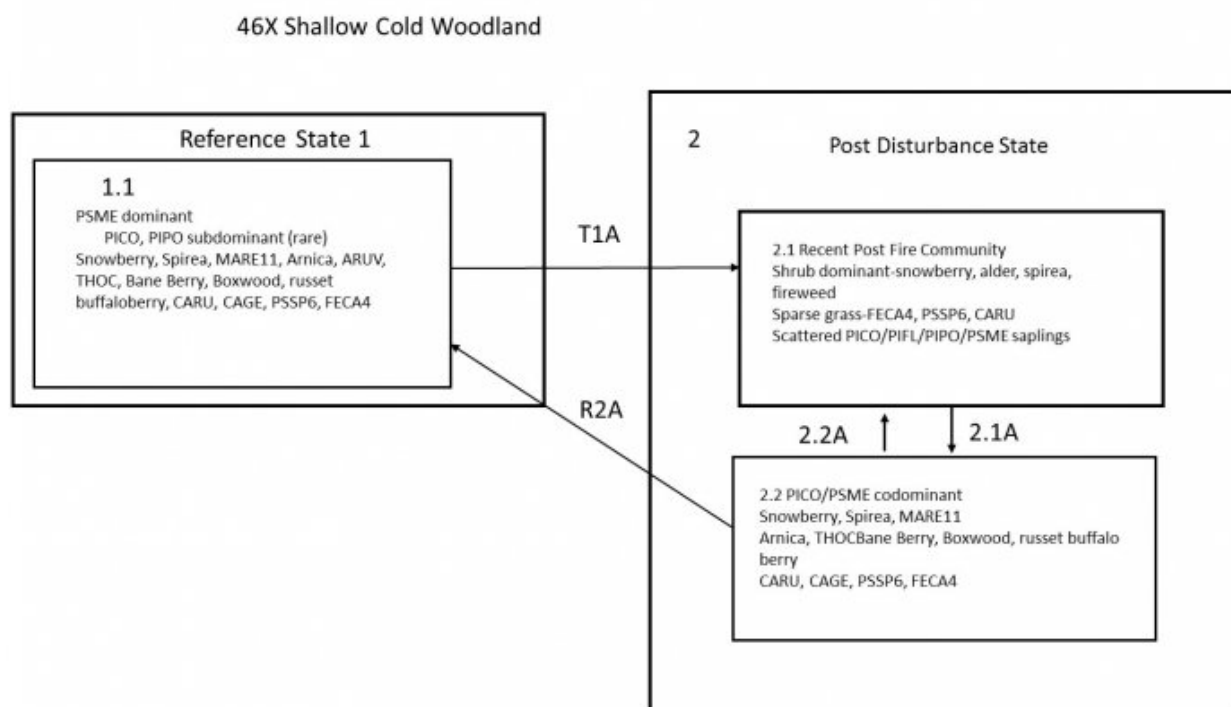 46X Shallow Cold Woodland
Reference State 1
1.1
PSME dominant
PICO, PIPO subdominant (rare)
Snowberry, Spirea, MARE11, Arnica, ARUV,
THOC, Bane Berry, Boxwood, russet
buffaloberry, CARU, CAGE, PSSP6, FECA4
T1A
R2A
2
Post Disturbance State
2.1 Recent Post Fire Community
Shrub dominant-snowberry, alder, spirea,
fireweed
Sparse grass-FECA4, PSSP6, CARU
Scattered PICO/PIFL/PIPO/PSME saplings
2.2A
2.1A
2.2 PICO/PSME codominant
Snowberry, Spirea, MARE11
Arnica, THOCBane Berry, Boxwood, russet buffalo
berry
CARU, CAGE, PSSP6, FECA4